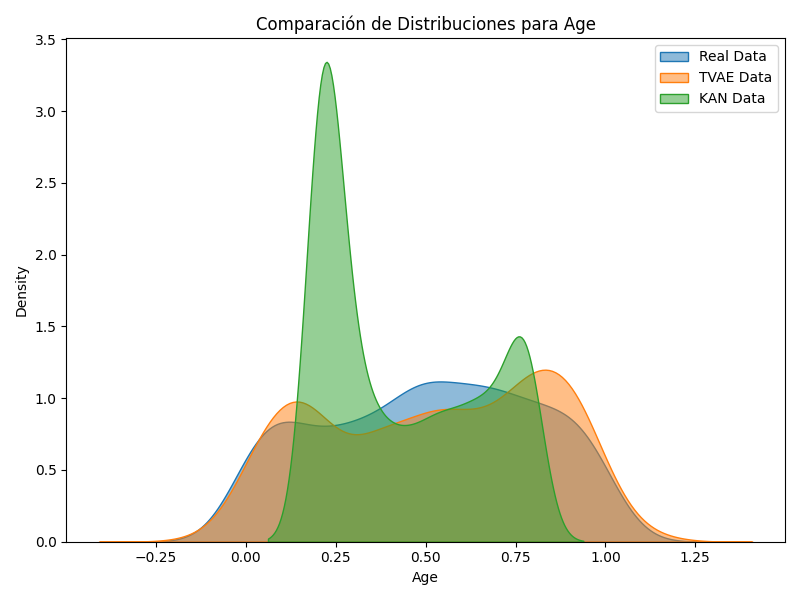 Comparación de Distribuciones para Age
Real Data
TVAE Data
KAN Data
3.5
3.0
2.5
2.0
1.5
1.0
0.5
0.0
Density
−0.25 0.00 0.25 0.50 0.75 1.00 1.25
Age